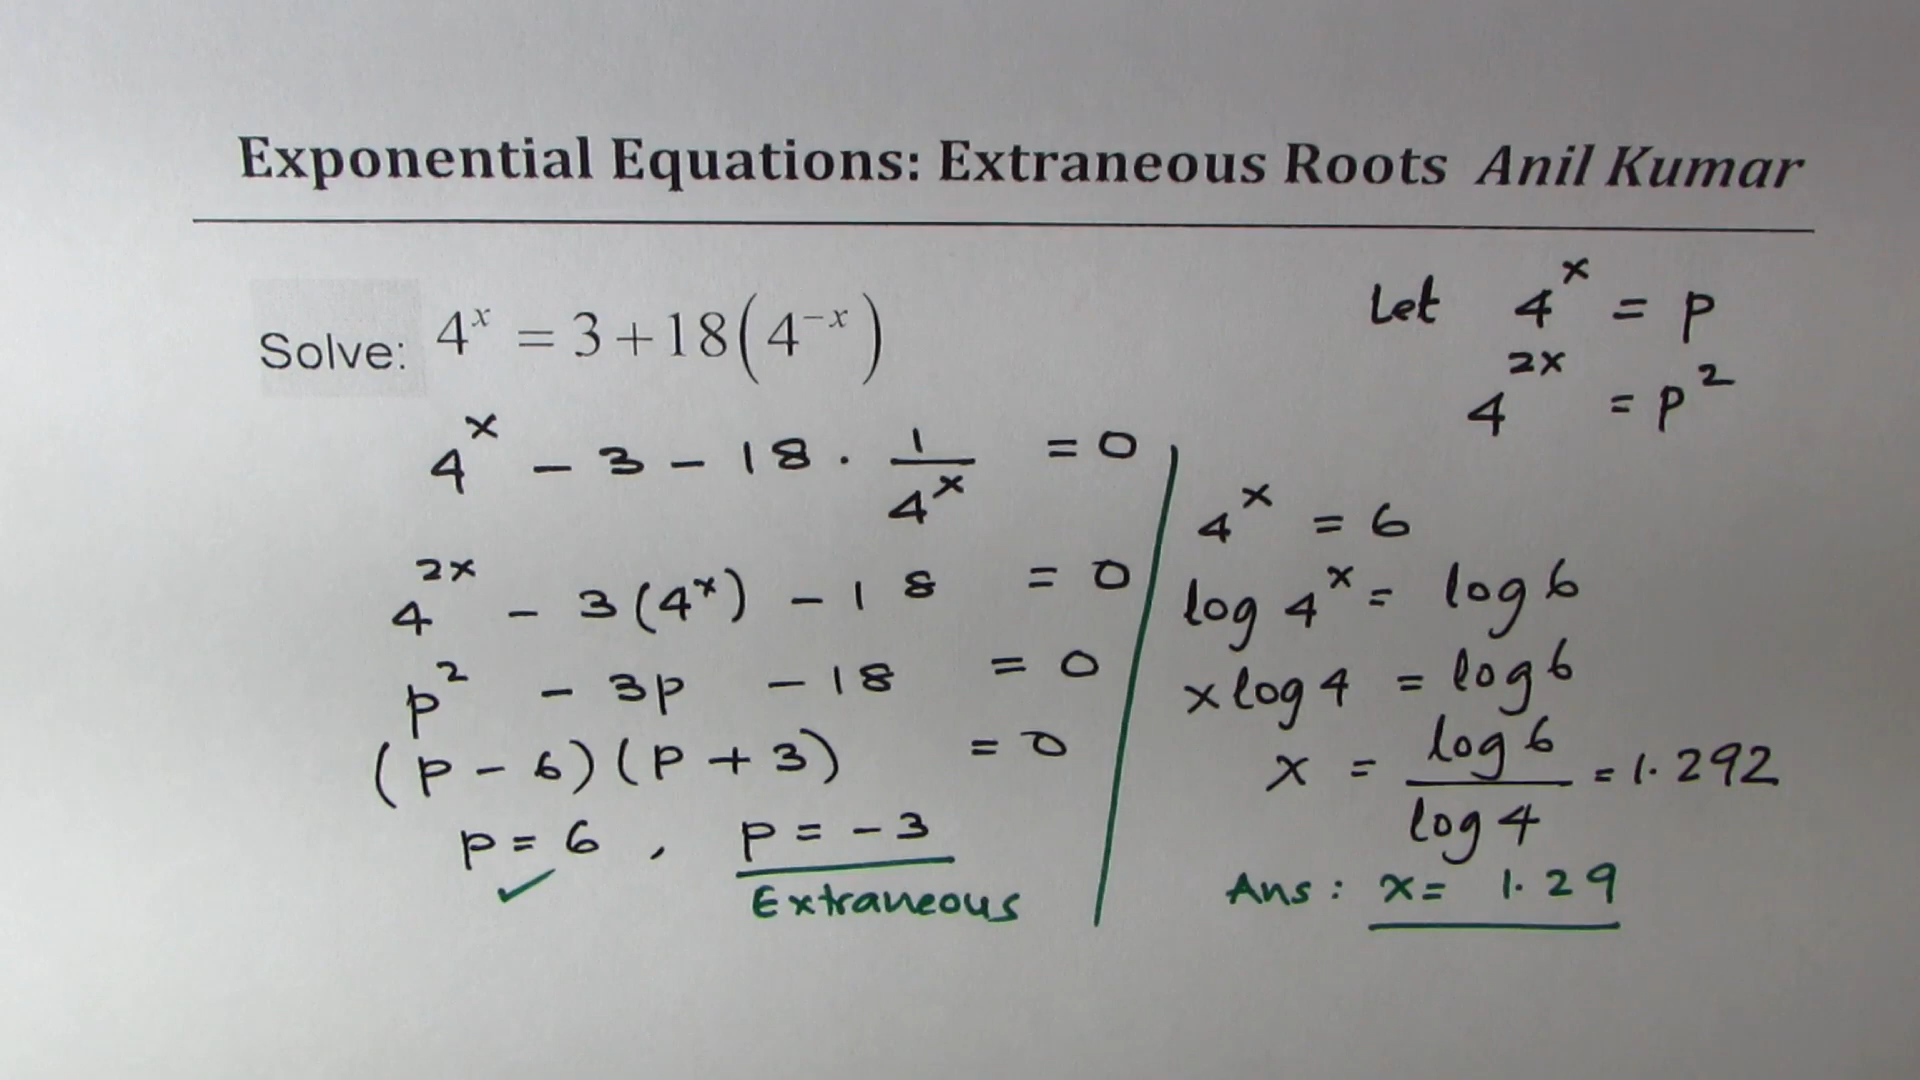 Exponential Equations: Extraneous Roots Anil Kumar
Solve: 4^x = 3 + 18(4^{-x})
4^x - 3 - 18 · 1/4^x = 0
4^{2x} - 3(4^x) - 18 = 0
p^2 - 3p - 18 = 0
(p - 6)(p + 3) = 0
p = 6 , p = -3
✓ Extraneous
Let 4^x = p
4^{2x} = p^2
4^x = 6
log 4^x = log 6
x log 4 = log 6
x = log 6 / log 4 = 1.292
Ans : x = 1.29